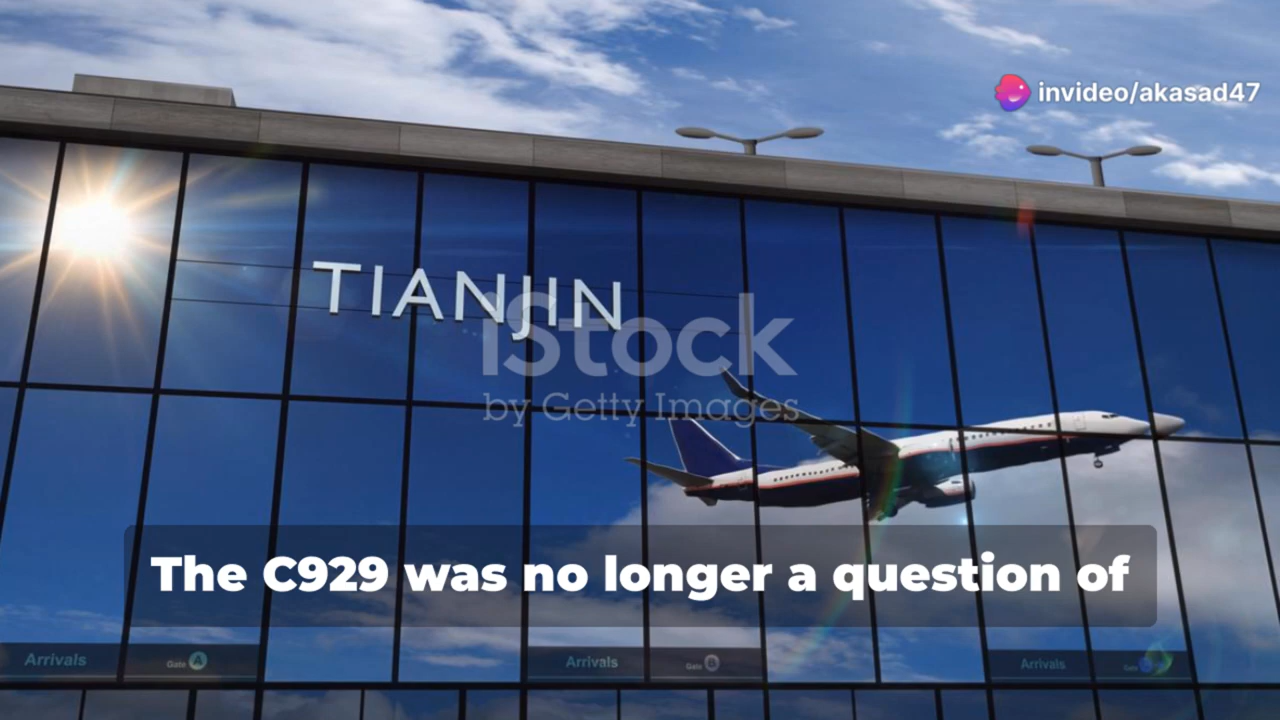 invideo/akasad47
TIANJIN
iStock
by Getty Images
The C929 was no longer a question of
Arrivals
Gate A
Arrivals
Gate B
Arrivals
Gate